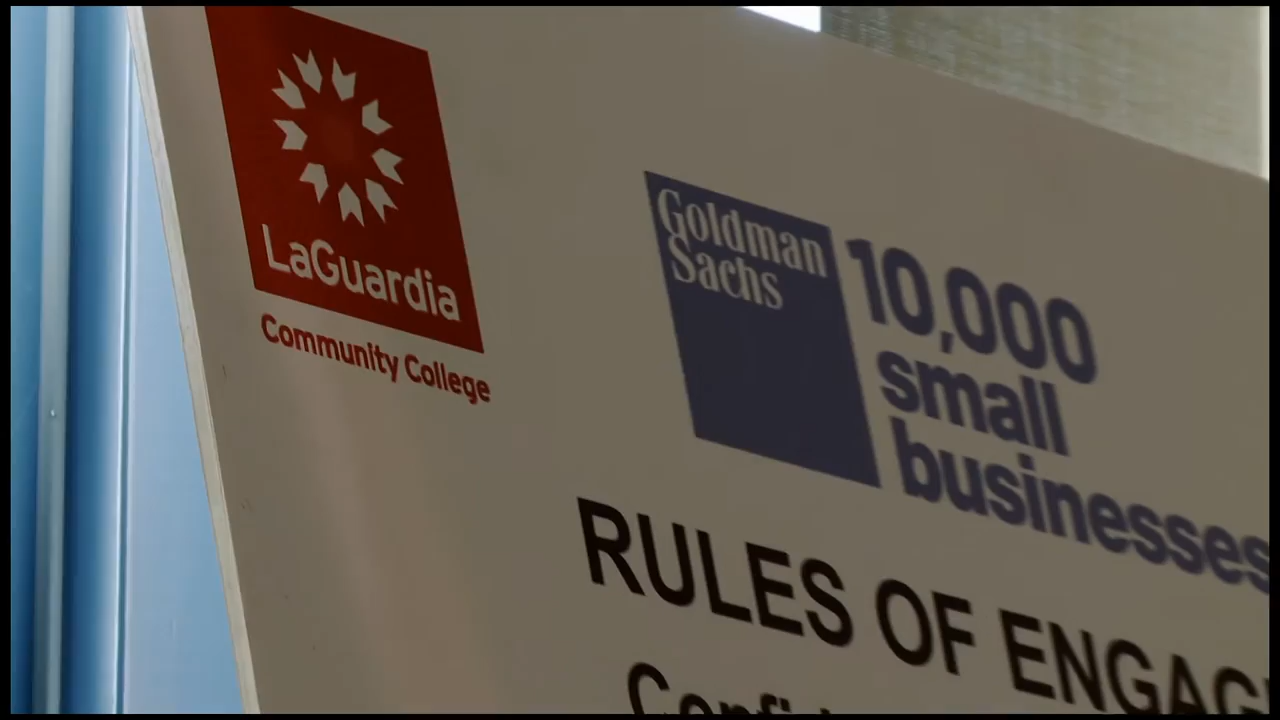 LaGuardia
Community College
Goldman
Sachs
10,000
small
businesses
RULES OF ENGAG